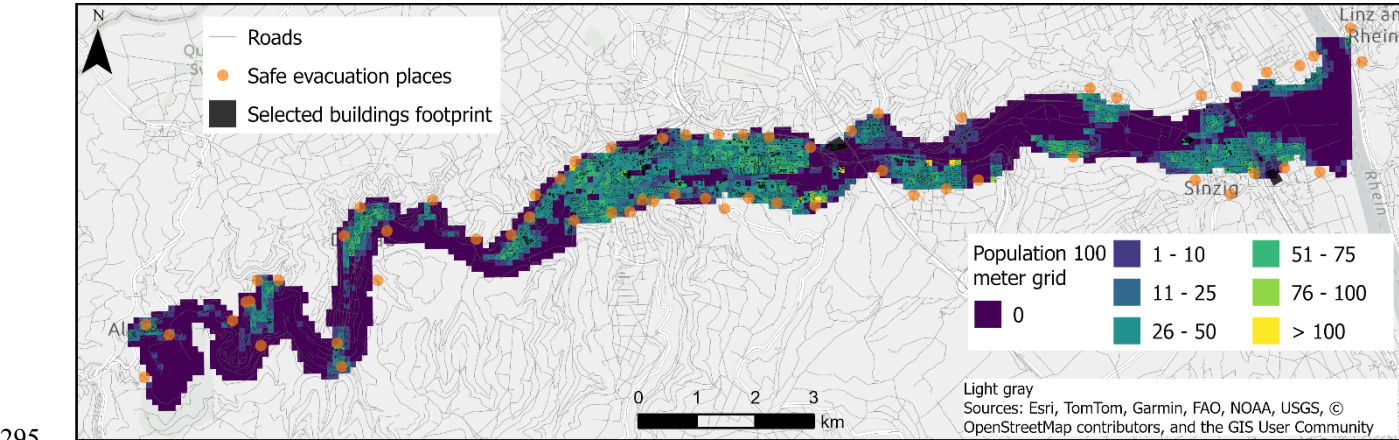 N
Roads
Safe evacuation places
Selected buildings footprint
Linz am
Rhein
Sinzig
Rhein
Population 100
meter grid
0
1 - 10
11 - 25
26 - 50
51 - 75
76 - 100
> 100
0 1 2 3
km
Light gray
Sources: Esri, TomTom, Garmin, FAO, NOAA, USGS, ©
OpenStreetMap contributors, and the GIS User Community
295